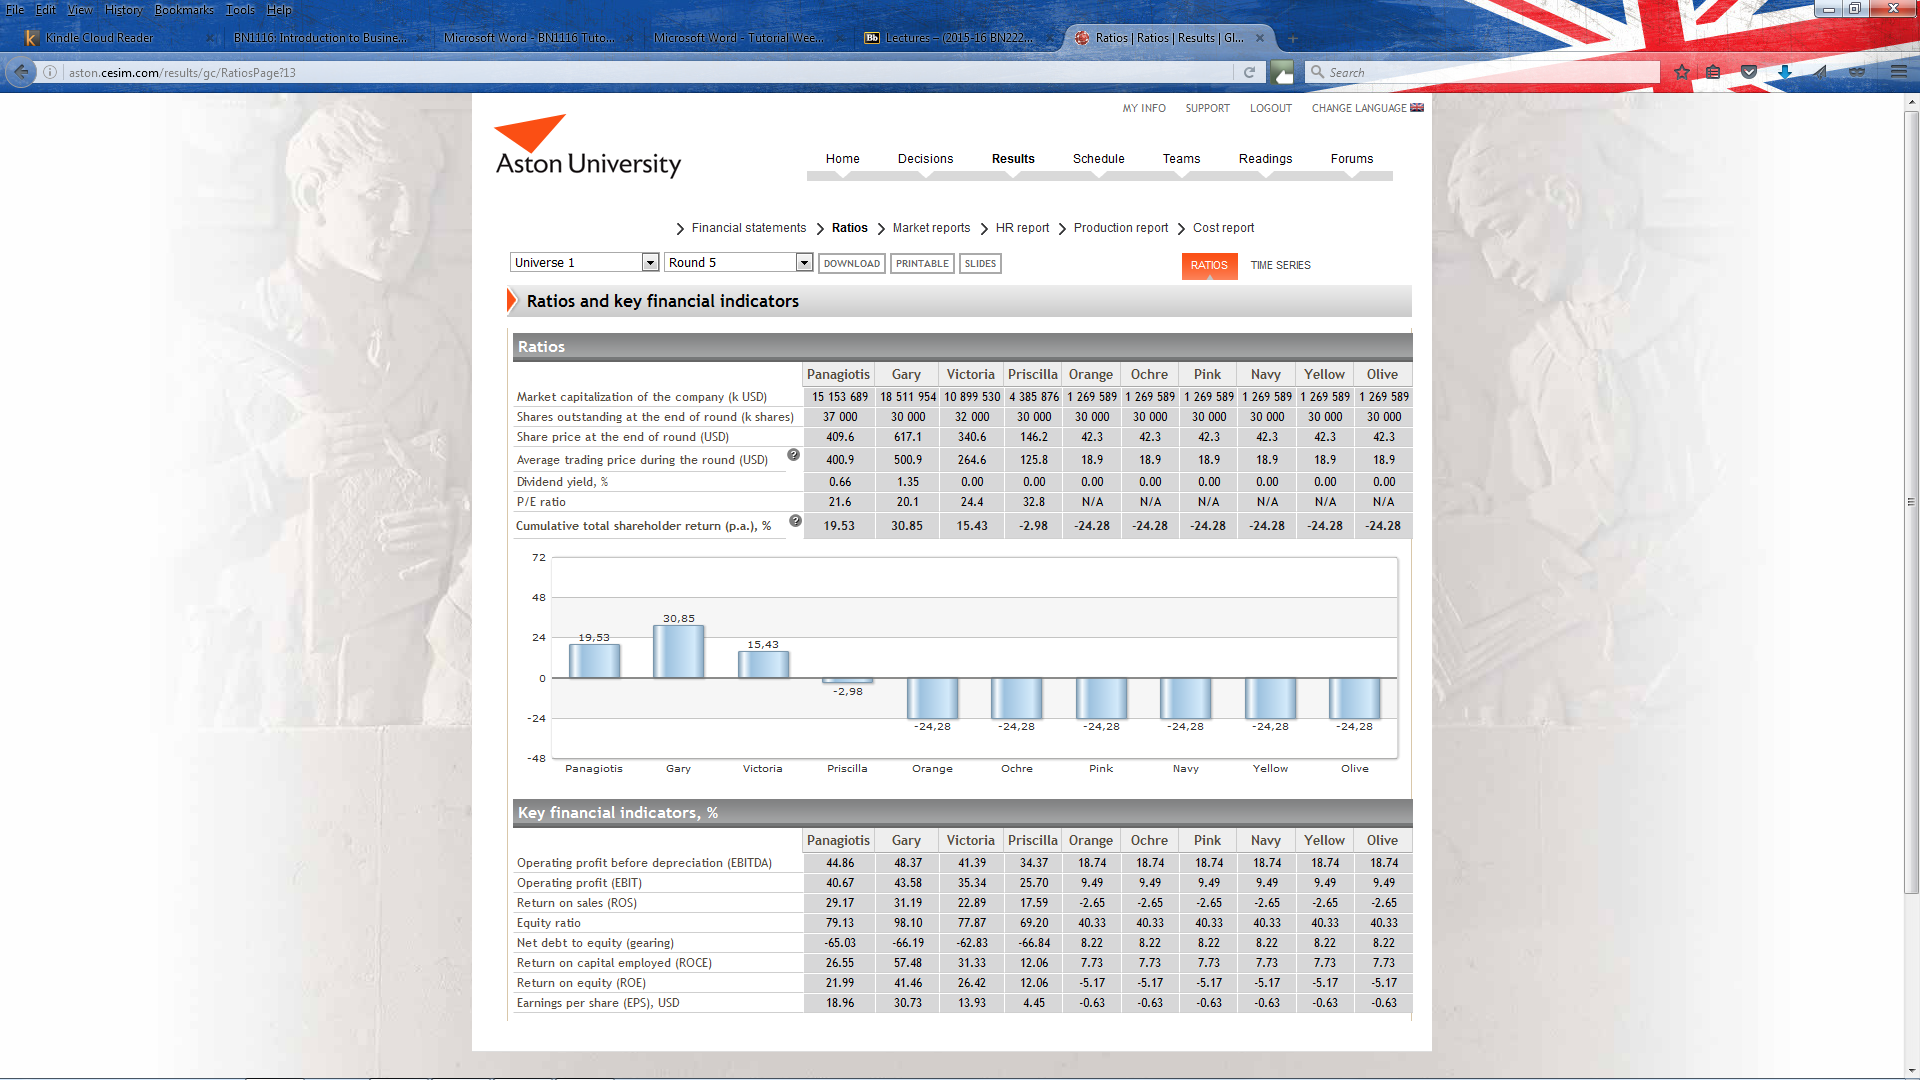 File Edit View History Bookmarks Tools Help
Kindle Cloud Reader BN1116: Introduction to Busine... Microsoft Word - BN1116 Tuto... Microsoft Word - Tutorial Wee... Bb Lectures – (2015-16 BN222... Ratios | Ratios | Results | Gl...
aston.cesim.com/results/gc/RatiosPage?13 Search
MY INFO SUPPORT LOGOUT CHANGE LANGUAGE
Aston University
Home Decisions Results Schedule Teams Readings Forums
Financial statements Ratios Market reports HR report Production report Cost report
Universe 1 Round 5 DOWNLOAD PRINTABLE SLIDES RATIOS TIME SERIES
Ratios and key financial indicators
Ratios
Panagiotis Gary Victoria Priscilla Orange Ochre Pink Navy Yellow Olive
Market capitalization of the company (k USD) 15 153 689 18 511 954 10 899 530 4 385 876 1 269 589 1 269 589 1 269 589 1 269 589 1 269 589 1 269 589
Shares outstanding at the end of round (k shares) 37 000 30 000 32 000 30 000 30 000 30 000 30 000 30 000 30 000 30 000
Share price at the end of round (USD) 409.6 617.1 340.6 146.2 42.3 42.3 42.3 42.3 42.3 42.3
Average trading price during the round (USD) ? 400.9 500.9 264.6 125.8 18.9 18.9 18.9 18.9 18.9 18.9
Dividend yield, % 0.66 1.35 0.00 0.00 0.00 0.00 0.00 0.00 0.00 0.00
P/E ratio 21.6 20.1 24.4 32.8 N/A N/A N/A N/A N/A N/A
Cumulative total shareholder return (p.a.), % ? 19.53 30.85 15.43 -2.98 -24.28 -24.28 -24.28 -24.28 -24.28 -24.28
72
48
24
0
-24
-48
19,53 30,85 15,43 -2,98 -24,28 -24,28 -24,28 -24,28 -24,28 -24,28
Panagiotis Gary Victoria Priscilla Orange Ochre Pink Navy Yellow Olive
Key financial indicators, %
Panagiotis Gary Victoria Priscilla Orange Ochre Pink Navy Yellow Olive
Operating profit before depreciation (EBITDA) 44.86 48.37 41.39 34.37 18.74 18.74 18.74 18.74 18.74 18.74
Operating profit (EBIT) 40.67 43.58 35.34 25.70 9.49 9.49 9.49 9.49 9.49 9.49
Return on sales (ROS) 29.17 31.19 22.89 17.59 -2.65 -2.65 -2.65 -2.65 -2.65 -2.65
Equity ratio 79.13 98.10 77.87 69.20 40.33 40.33 40.33 40.33 40.33 40.33
Net debt to equity (gearing) -65.03 -66.19 -62.83 -66.84 8.22 8.22 8.22 8.22 8.22 8.22
Return on capital employed (ROCE) 26.55 57.48 31.33 12.06 7.73 7.73 7.73 7.73 7.73 7.73
Return on equity (ROE) 21.99 41.46 26.42 12.06 -5.17 -5.17 -5.17 -5.17 -5.17 -5.17
Earnings per share (EPS), USD 18.96 30.73 13.93 4.45 -0.63 -0.63 -0.63 -0.63 -0.63 -0.63